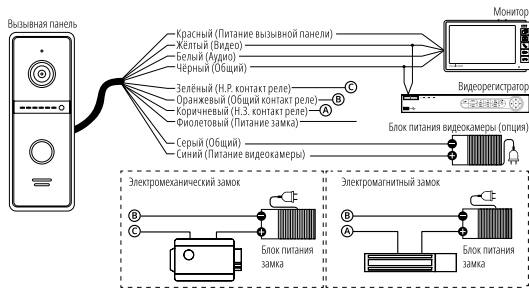 Вызывная панель
Монитор
Красный (Питание вызывной панели)
Жёлтый (Видео)
Белый (Аудио)
Чёрный (Общий)
Видеорегистратор
Зелёный (Н.Р. контакт реле) C
Оранжевый (Общий контакт реле) B
Коричневый (Н.З. контакт реле) A
Фиолетовый (Питание замка)
Блок питания видеокамеры (опция)
Серый (Общий)
Синий (Питание видеокамеры)
Электромеханический замок
B
C
Блок питания
замка
Электромагнитный замок
B
A
Блок питания
замка